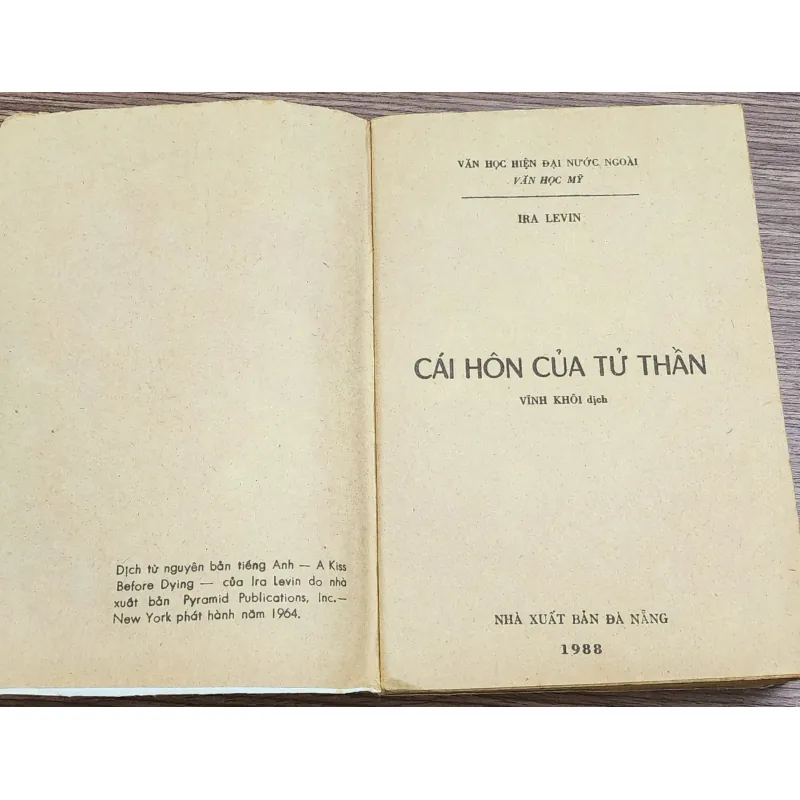 Dịch từ nguyên bản tiếng Anh — A Kiss
Before Dying — của Ira Levin do nhà
xuất bản Pyramid Publications, Inc.—
New York phát hành năm 1964.
VĂN HỌC HIỆN ĐẠI NƯỚC NGOÀI
VĂN HỌC MỸ
IRA LEVIN
CÁI HÔN CỦA TỬ THẦN
VĨNH KHÔI dịch
NHÀ XUẤT BẢN ĐÀ NẴNG
1988